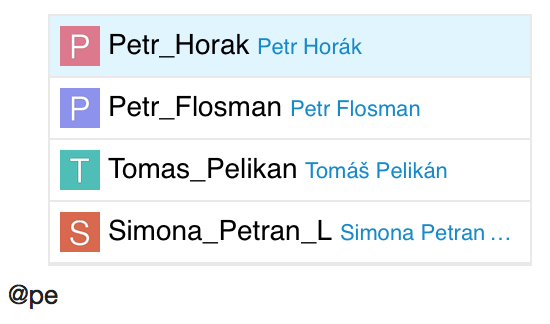 P Petr_Horak Petr Horák
P Petr_Flosman Petr Flosman
T Tomas_Pelikan Tomáš Pelikán
S Simona_Petran_L Simona Petran ...
@pe